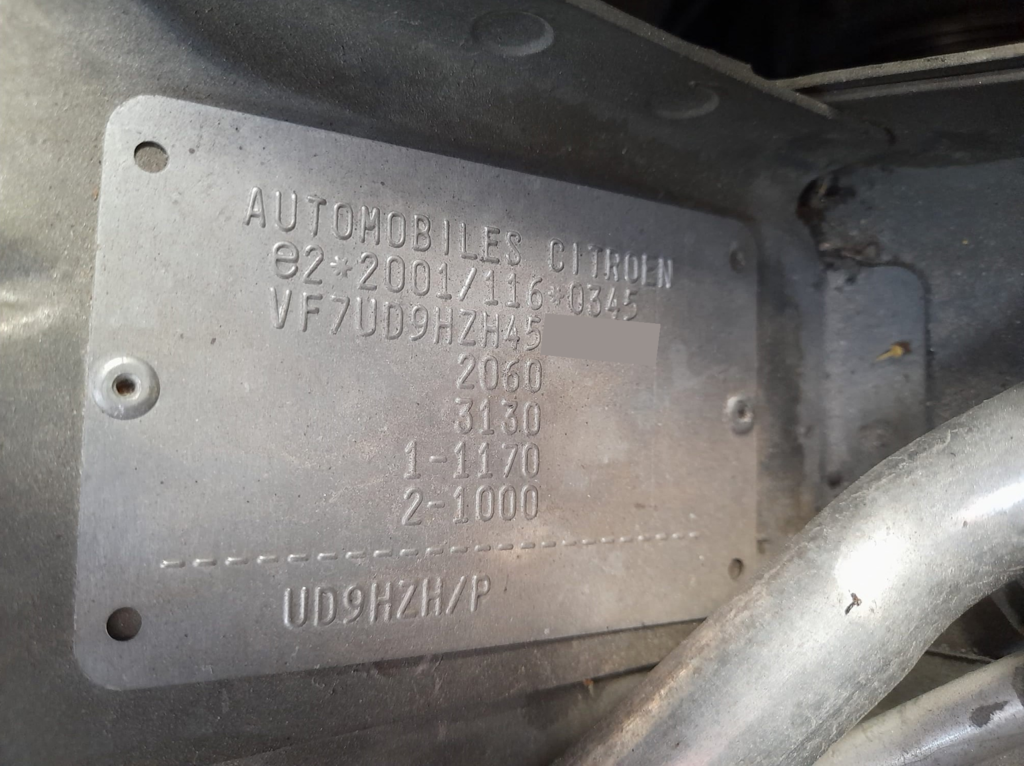 AUTOMOBILES CITROEN
e2*2001/116*0345
VF7UD9HZH45
2060
3130
1-1170
2-1000
--------------------
UD9HZH/P